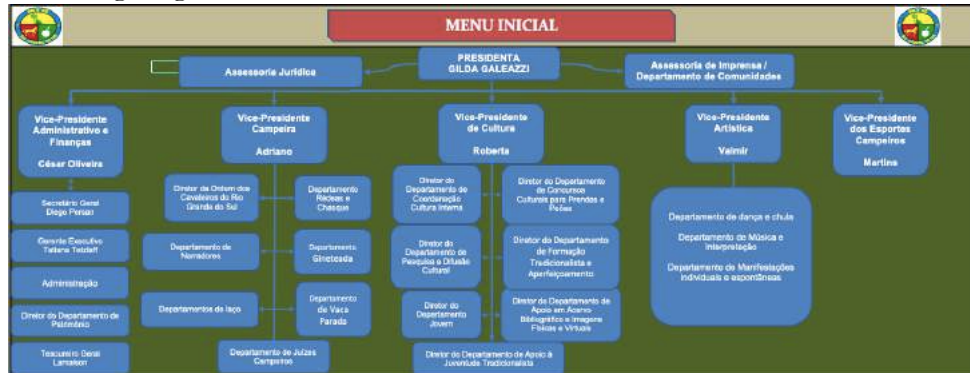 MENU INICIAL
PRESIDENTA
GILDA GALEAZZI
Assessoria Jurídica
Assessoria de Imprensa /
Departamento de Comunidades
Vice-Presidente
Administrativo e
Finanças
César Oliveira
Vice-Presidente
Campeira
Adriano
Vice-Presidente
de Cultura
Roberta
Vice-Presidente
Artística
Valmir
Vice-Presidente
dos Esportes
Campeiros
Martins
Secretário Geral
Diego
Gerente Executivo
Tatiane
Administração
Diretor do Departamento de
Patrimônio
Tesoureiro Geral
Diretor da Ordem dos
Cavaleiros do Rio
Grande do Sul
Departamento
Rédeas e
Chasque
Departamento de
Narradores
Departamento
Gineteada
Departamentos de laço
Departamento
de Vaca
Parada
Departamento de Juízes
Campeiros
Diretor do
Departamento de
Coordenação
Cultura Interna
Diretor do Departamento
de Concursos
Culturais para Prendas e
Peões
Diretor do
Departamento de
Pesquisa e Difusão
Cultural
Diretor do Departamento
de Formação
Tradicionalista e
Aperfeiçoamento
Diretor do
Departamento
Jovem
Diretor do Departamento de
Apoio em Acervo
Bibliográfico e Imagens
Físicas e Virtuais
Diretor do Departamento de Apoio à
Juventude Tradicionalista
Departamento de dança e chula
Departamento de Música e
Interpretação
Departamento de Manifestações
individuais e espontâneas